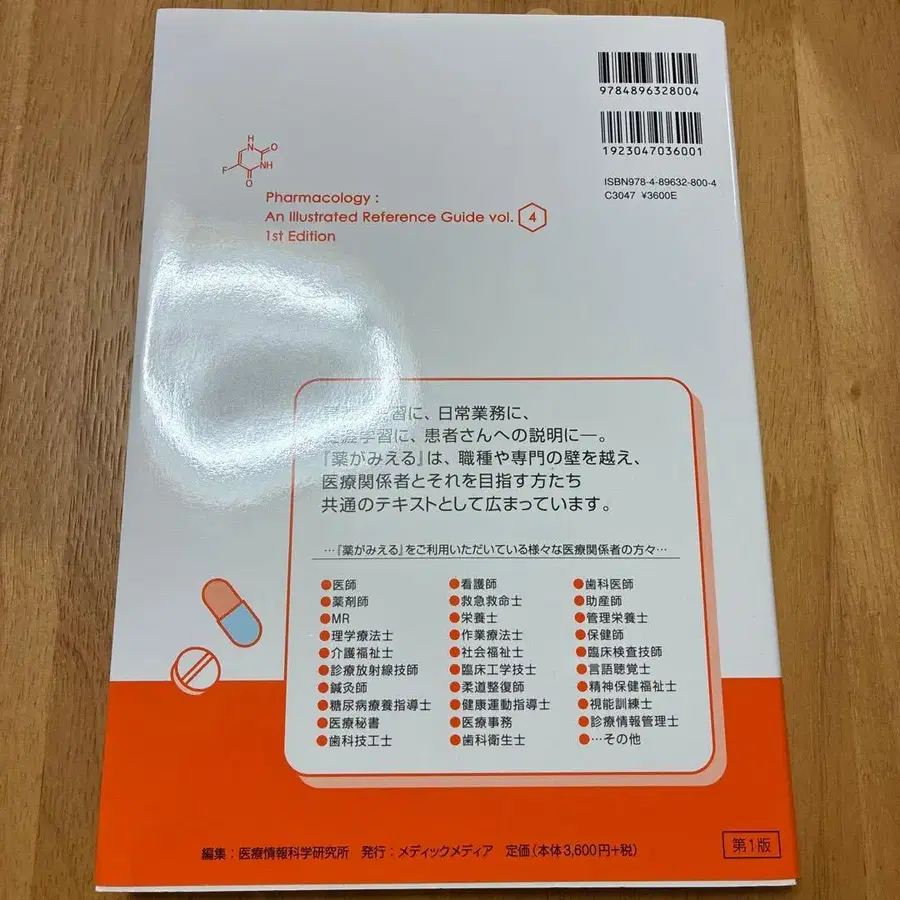 9784896328004
1923047036001
ISBN978-4-89632-800-4
C3047 ¥3600E
H
N
O
NH
F
O
Pharmacology :
An Illustrated Reference Guide vol. 4
1st Edition
習に、日常業務に、
生涯学習に、患者さんへの説明に―。
『薬がみえる』は、職種や専門の壁を越え、
医療関係者とそれを目指す方たち
共通のテキストとして広まっています。
…『薬がみえる』をご利用いただいている様々な医療関係者の方々…
●医師 ●看護師 ●歯科医師
●薬剤師 ●救急救命士 ●助産師
●MR ●栄養士 ●管理栄養士
●理学療法士 ●作業療法士 ●保健師
●介護福祉士 ●社会福祉士 ●臨床検査技師
●診療放射線技師 ●臨床工学技士 ●言語聴覚士
●鍼灸師 ●柔道整復師 ●精神保健福祉士
●糖尿病療養指導士 ●健康運動指導士 ●視能訓練士
●医療秘書 ●医療事務 ●診療情報管理士
●歯科技工士 ●歯科衛生士 ●…その他
編集：医療情報科学研究所 発行：メディックメディア 定価（本体3,600円+税）
第1版